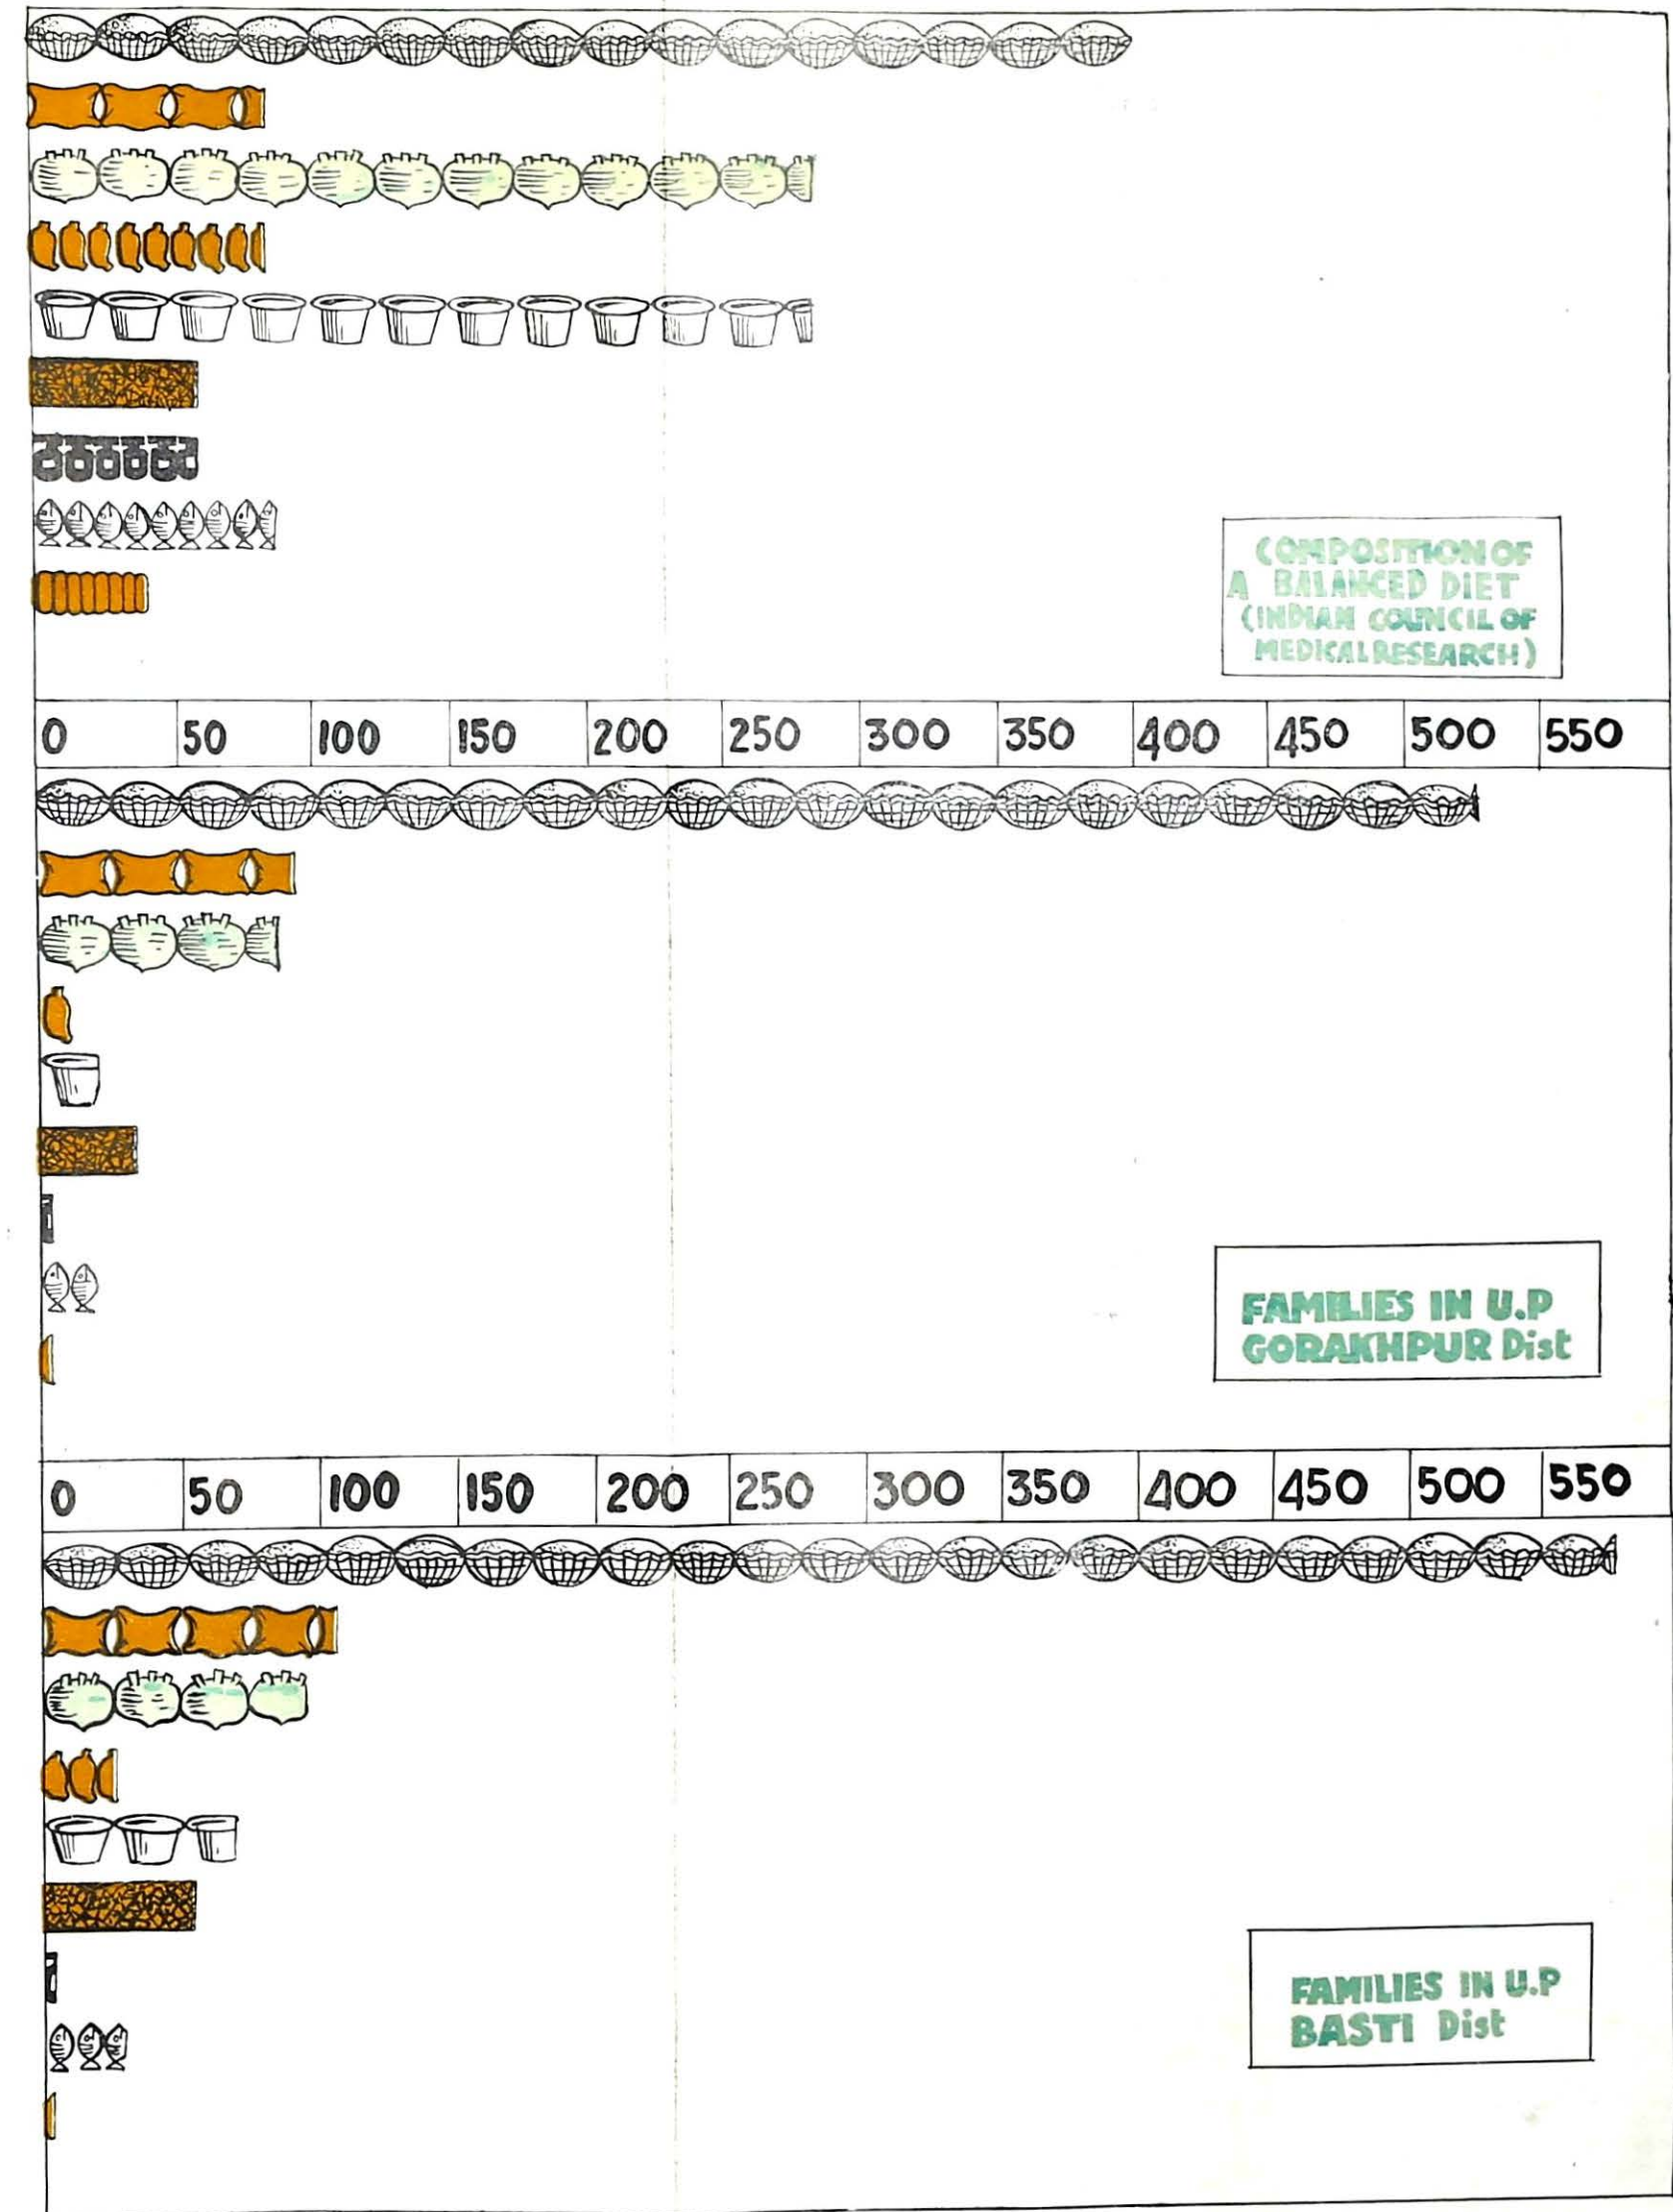 COMPOSITION OF
A BALANCED DIET
(INDIAN COUNCIL OF
MEDICAL RESEARCH)
0 50 100 150 200 250 300 350 400 450 500 550
FAMILIES IN U.P
GORAKHPUR Dist
0 50 100 150 200 250 300 350 400 450 500 550
FAMILIES IN U.P
BASTI Dist